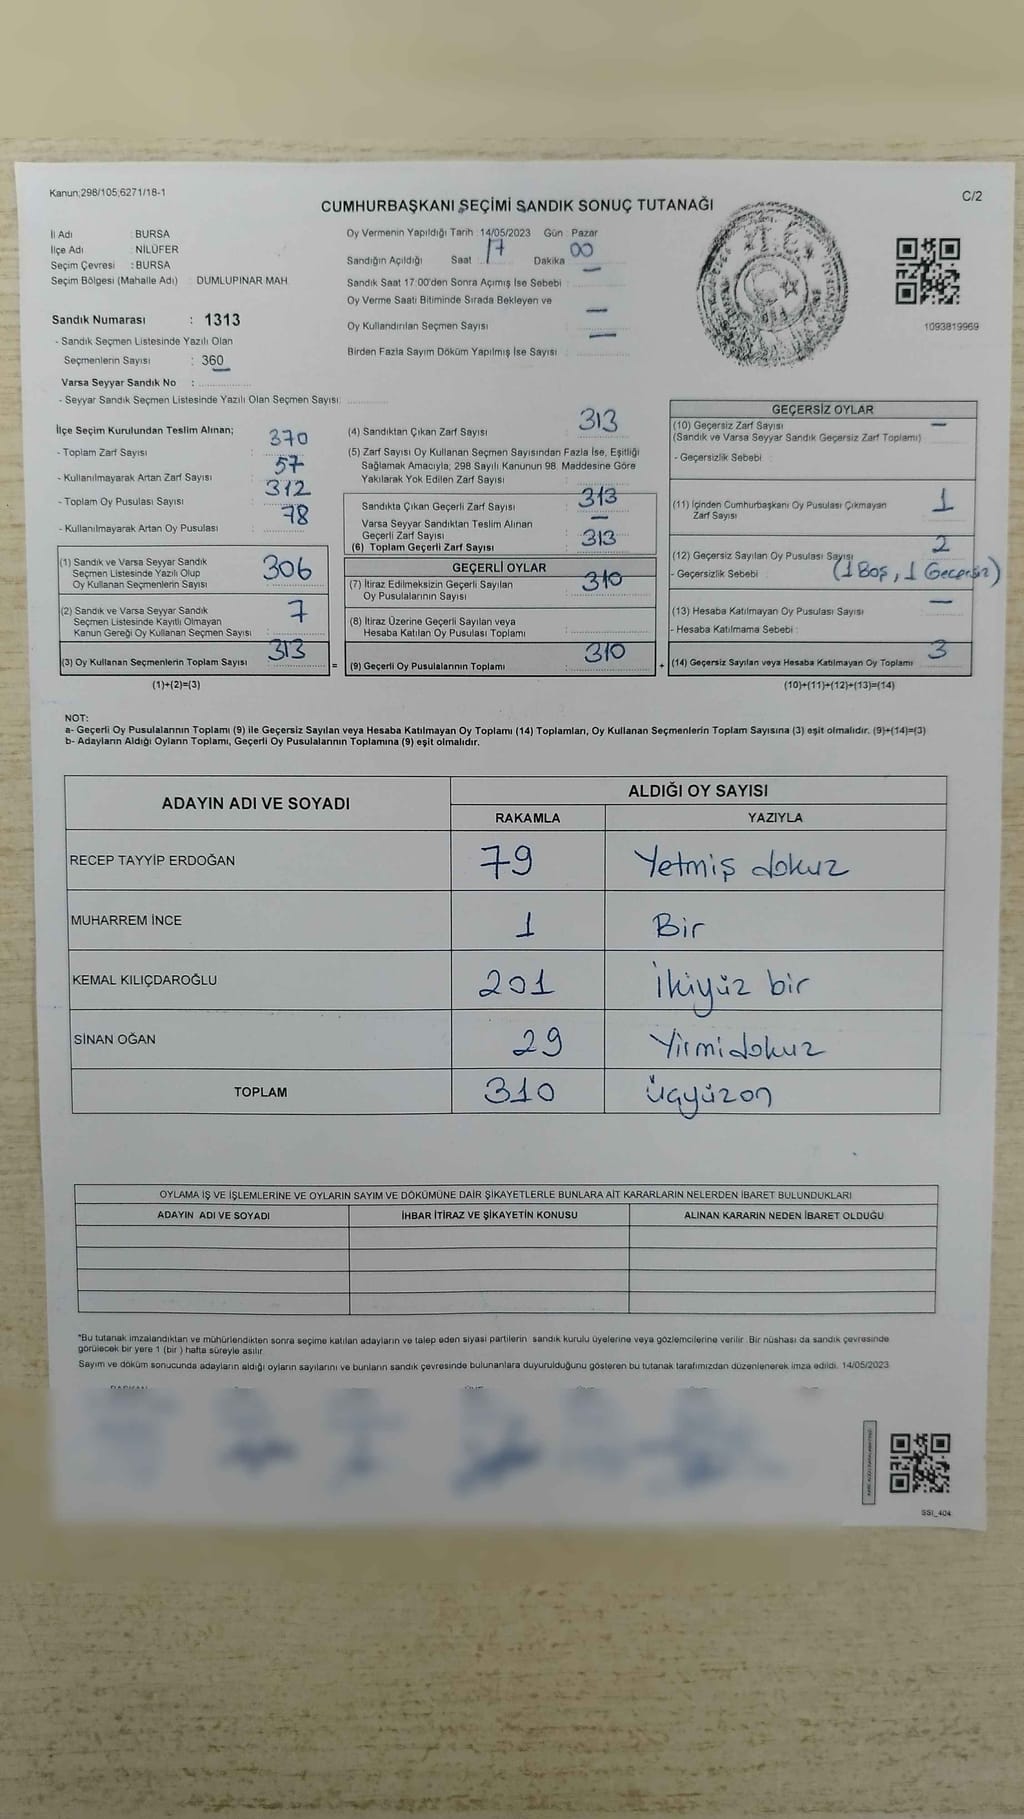 Kanun;298/105,6271/18-1
C/2
CUMHURBAŞKANI SEÇİMİ SANDIK SONUÇ TUTANAĞI
İl Adı : BURSA
İlçe Adı : NİLÜFER
Seçim Çevresi : BURSA
Seçim Bölgesi (Mahalle Adı) : DUMLUPINAR MAH.
Sandık Numarası : 1313
- Sandık Seçmen Listesinde Yazılı Olan
Seçmenlerin Sayısı : 360
Varsa Seyyar Sandık No :
- Seyyar Sandık Seçmen Listesinde Yazılı Olan Seçmen Sayısı:
Oy Vermenin Yapıldığı Tarih : 14/05/2023 Gün : Pazar
Sandığın Açıldığı Saat : 17 Dakika : 00
Sandık Saat 17:00'den Sonra Açımış İse Sebebi : —
Oy Verme Saati Bitiminde Sırada Bekleyen ve
Oy Kullandırılan Seçmen Sayısı : —
Birden Fazla Sayım Döküm Yapılmış İse Sayısı : —
1093819969
İlçe Seçim Kurulundan Teslim Alınan;
- Toplam Zarf Sayısı : 370
- Kullanılmayarak Artan Zarf Sayısı : 57
- Toplam Oy Pusulası Sayısı : 312
- Kullanılmayarak Artan Oy Pusulası : 78
(1) Sandık ve Varsa Seyyar Sandık
Seçmen Listesinde Yazılı Olup
Oy Kullanan Seçmenlerin Sayısı : 306
(2) Sandık ve Varsa Seyyar Sandık
Seçmen Listesinde Kayıtlı Olmayan
Kanun Gereği Oy Kullanan Seçmen Sayısı : 7
(3) Oy Kullanan Seçmenlerin Toplam Sayısı : 313
(1)+(2)=(3)
(4) Sandıktan Çıkan Zarf Sayısı : 313
(5) Zarf Sayısı Oy Kullanan Seçmen Sayısından Fazla İse, Eşitliği
Sağlamak Amacıyla; 298 Sayılı Kanunun 98. Maddesine Göre
Yakılarak Yok Edilen Zarf Sayısı :
Sandıkta Çıkan Geçerli Zarf Sayısı : 313
Varsa Seyyar Sandıktan Teslim Alınan
Geçerli Zarf Sayısı : —
(6) Toplam Geçerli Zarf Sayısı : 313
GEÇERLİ OYLAR
(7) İtiraz Edilmeksizin Geçerli Sayılan
Oy Pusulalarının Sayısı : 310
(8) İtiraz Üzerine Geçerli Sayılan veya
Hesaba Katılan Oy Pusulası Toplamı :
= (9) Geçerli Oy Pusulalarının Toplamı : 310
GEÇERSİZ OYLAR
(10) Geçersiz Zarf Sayısı —
(Sandık ve Varsa Seyyar Sandık Geçersiz Zarf Toplamı)
- Geçersizlik Sebebi :
(11) İçinden Cumhurbaşkanı Oy Pusulası Çıkmayan
Zarf Sayısı 1
(12) Geçersiz Sayılan Oy Pusulası Sayısı 2
- Geçersizlik Sebebi : (1 Boş, 1 Geçersiz)
(13) Hesaba Katılmayan Oy Pusulası Sayısı —
- Hesaba Katılmama Sebebi :
+ (14) Geçersiz Sayılan veya Hesaba Katılmayan Oy Toplamı 3
(10)+(11)+(12)+(13)=(14)
NOT:
a- Geçerli Oy Pusulalarının Toplamı (9) ile Geçersiz Sayılan veya Hesaba Katılmayan Oy Toplamı (14) Toplamları, Oy Kullanan Seçmenlerin Toplam Sayısına (3) eşit olmalıdır. (9)+(14)=(3)
b- Adayların Aldığı Oyların Toplamı, Geçerli Oy Pusulalarının Toplamına (9) eşit olmalıdır.
ADAYIN ADI VE SOYADI
ALDIĞI OY SAYISI
RAKAMLA YAZIYLA
RECEP TAYYİP ERDOĞAN 79 Yetmiş dokuz
MUHARREM İNCE 1 Bir
KEMAL KILIÇDAROĞLU 201 İkiyüz bir
SİNAN OĞAN 29 Yirmidokuz
TOPLAM 310 Üçyüzon
OYLAMA İŞ VE İŞLEMLERİNE VE OYLARIN SAYIM VE DÖKÜMÜNE DAİR ŞİKAYETLERLE BUNLARA AİT KARARLARIN NELERDEN İBARET BULUNDUKLARI
ADAYIN ADI VE SOYADI İHBAR İTİRAZ VE ŞİKAYETİN KONUSU ALINAN KARARIN NEDEN İBARET OLDUĞU
*Bu tutanak imzalandıktan ve mühürlendikten sonra seçime katılan adayların ve talep eden siyasi partilerin sandık kurulu üyelerine veya gözlemcilerine verilir. Bir nüshası da sandık çevresinde
görülecek bir yere 1 (bir ) hafta süreyle asılır.
Sayım ve döküm sonucunda adayların aldığı oyların sayılarını ve bunların sandık çevresinde bulunanlara duyurulduğunu gösteren bu tutanak tarafımızdan düzenlenerek imza edildi. 14/05/2023
SSI_404